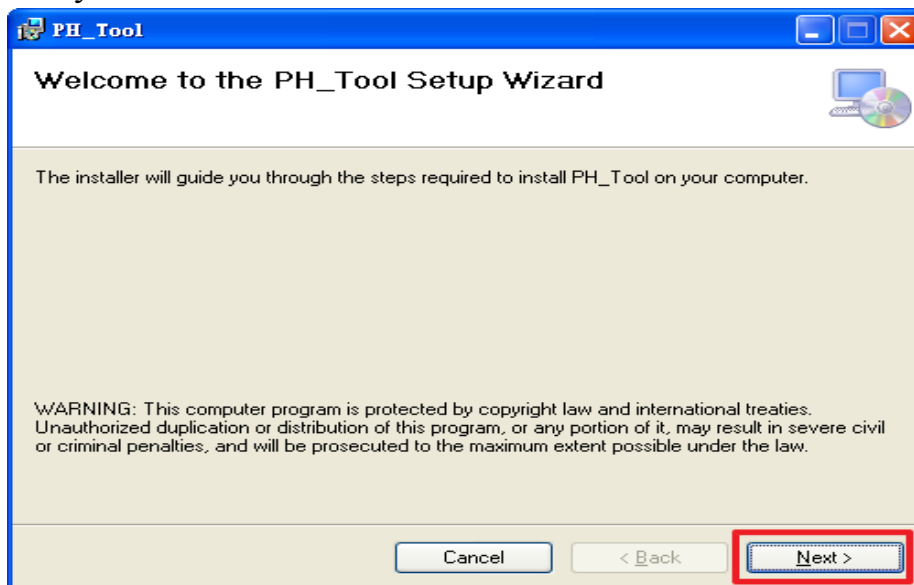 PH_Tool
Welcome to the PH_Tool Setup Wizard
The installer will guide you through the steps required to install PH_Tool on your computer.
WARNING: This computer program is protected by copyright law and international treaties.
Unauthorized duplication or distribution of this program, or any portion of it, may result in severe civil
or criminal penalties, and will be prosecuted to the maximum extent possible under the law.
Cancel < Back Next >